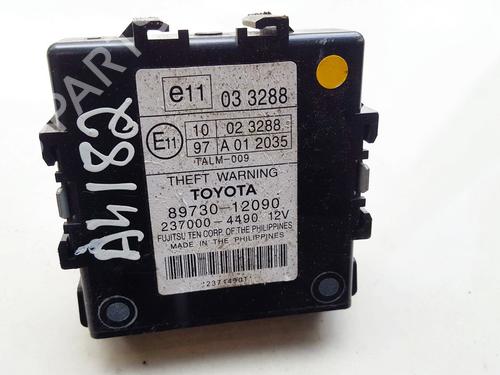 e11 03 3288
E11 10 02 3288
97 A 01 2035
TALM-009
THEFT WARNING
TOYOTA
89730-12090
237000-4490 12V
FUJITSU TEN CORP. OF THE PHILIPPINES
MADE IN THE PHILIPPINES
A41182